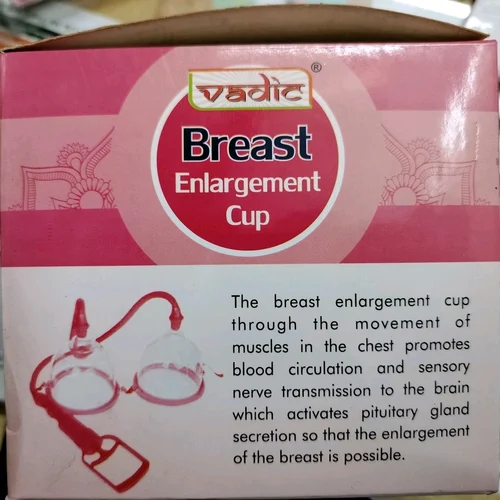 vadic ®
Breast
Enlargement
Cup
The breast enlargement cup
through the movement of
muscles in the chest promotes
blood circulation and sensory
nerve transmission to the brain
which activates pituitary gland
secretion so that the enlargement
of the breast is possible.